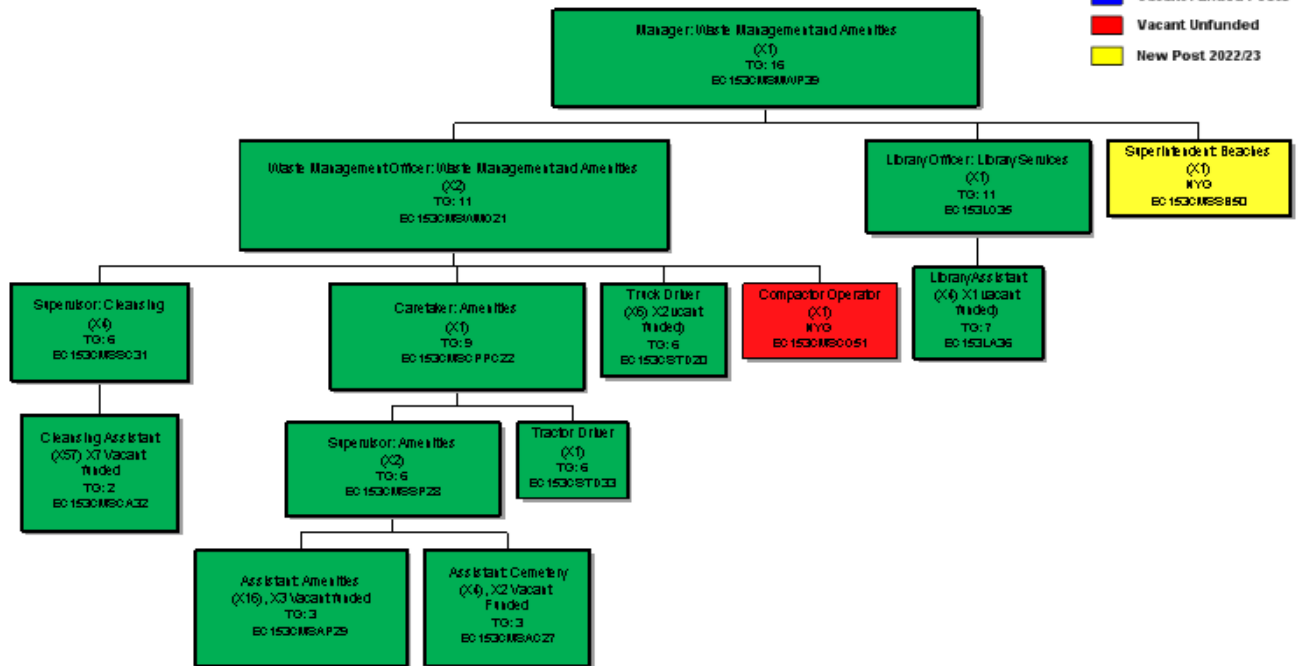 Vacant Unfunded
New Post 2022/23
Manager: Waste Management and Amenities
(X1)
TG: 16
EC153CMSMWP39
Waste Management Officer: Waste Management and Amenities
(X2)
TG: 11
EC153CMSWMO21
Library Officer: Library Services
(X1)
TG: 11
EC153LO35
Superintendent: Beaches
(X1)
NYG
EC153CMSSB50
Supervisor: Cleansing
(X4)
TG: 6
EC153CMSSC31
Caretaker: Amenities
(X1)
TG: 9
EC153CMSCPPC22
Truck Driver
(X6) X2 ucant
funded)
TG: 6
EC153CSTD20
Compactor Operator
(X1)
NYG
EC153CMSCO51
Library Assistant
(X4) X1 uacant
funded)
TG: 7
EC153LA36
Cleansing Assistant
(X57) X7 Vacant
funded
TG: 2
EC153CMSCA32
Supervisor: Amenities
(X2)
TG: 6
EC153CMSSP28
Tractor Driver
(X1)
TG: 6
EC153CSTD33
Assistant Amenities
(X16), X3 Vacant funded
TG: 3
EC153CMSAP29
Assistant Cemetery
(X4), X2 Vacant
Funded
TG: 3
EC153CMSAC27